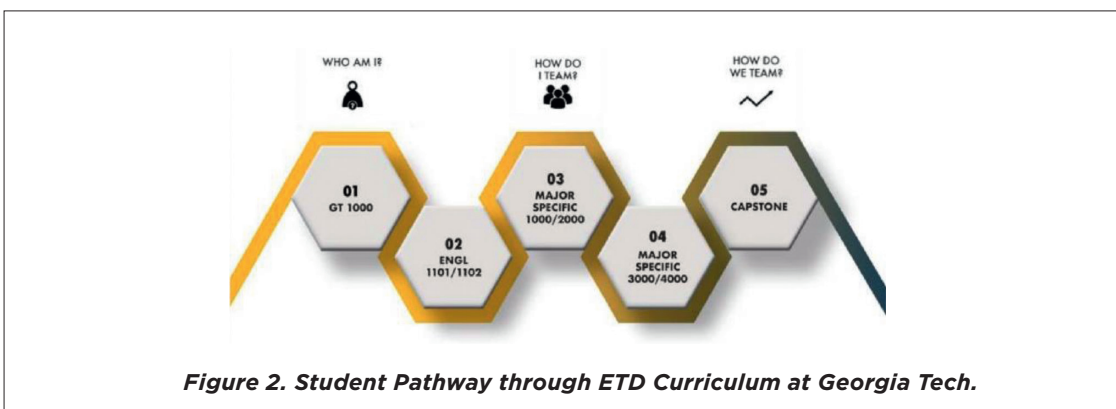 WHO AM I?
HOW DO
I TEAM?
HOW DO
WE TEAM?
01
GT 1000
02
ENGL
1101/1102
03
MAJOR
SPECIFIC
1000/2000
04
MAJOR
SPECIFIC
3000/4000
05
CAPSTONE
Figure 2. Student Pathway through ETD Curriculum at Georgia Tech.